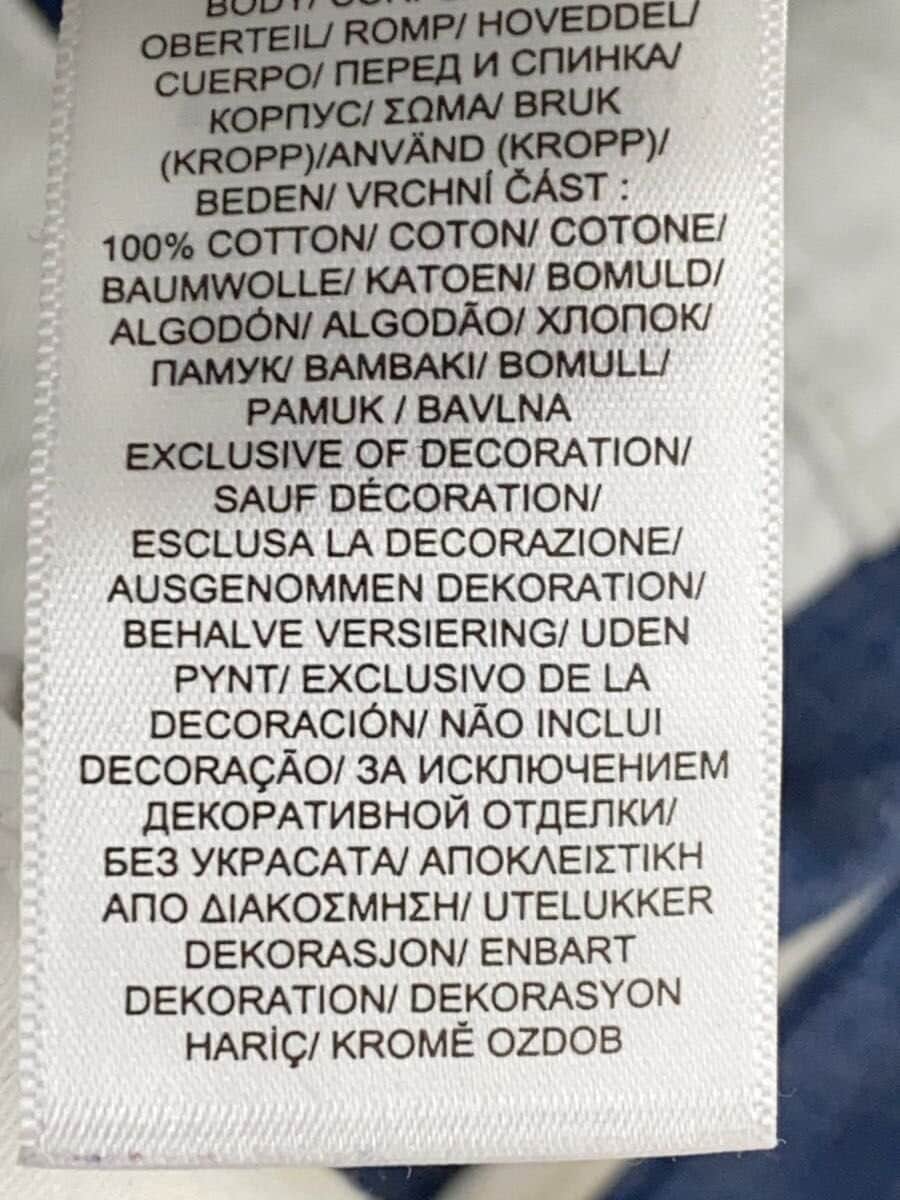 BODY/
OBERTEIL/ ROMP/ HOVEDDEL/
CUERPO/ ПЕРЕД И СПИНКА/
КОРПУС/ ΣΩΜΑ/ BRUK
(KROPP)/ANVÄND (KROPP)/
BEDEN/ VRCHNÍ ČÁST :
100% COTTON/ COTON/ COTONE/
BAUMWOLLE/ KATOEN/ BOMULD/
ALGODÓN/ ALGODÃO/ ХЛОПОК/
ПАМУК/ ΒΑΜΒΑΚΙ/ BOMULL/
PAMUK / BAVLNA
EXCLUSIVE OF DECORATION/
SAUF DÉCORATION/
ESCLUSA LA DECORAZIONE/
AUSGENOMMEN DEKORATION/
BEHALVE VERSIERING/ UDEN
PYNT/ EXCLUSIVO DE LA
DECORACIÓN/ NÃO INCLUI
DECORAÇÃO/ ЗА ИСКЛЮЧЕНИЕМ
ДЕКОРАТИВНОЙ ОТДЕЛКИ/
БЕЗ УКРАСАТА/ ΑΠΟΚΛΕΙΣΤΙΚΗ
ΑΠΟ ΔΙΑΚΟΣΜΗΣΗ/ UTELUKKER
DEKORASJON/ ENBART
DEKORATION/ DEKORASYON
HARİÇ/ KROMĚ OZDOB